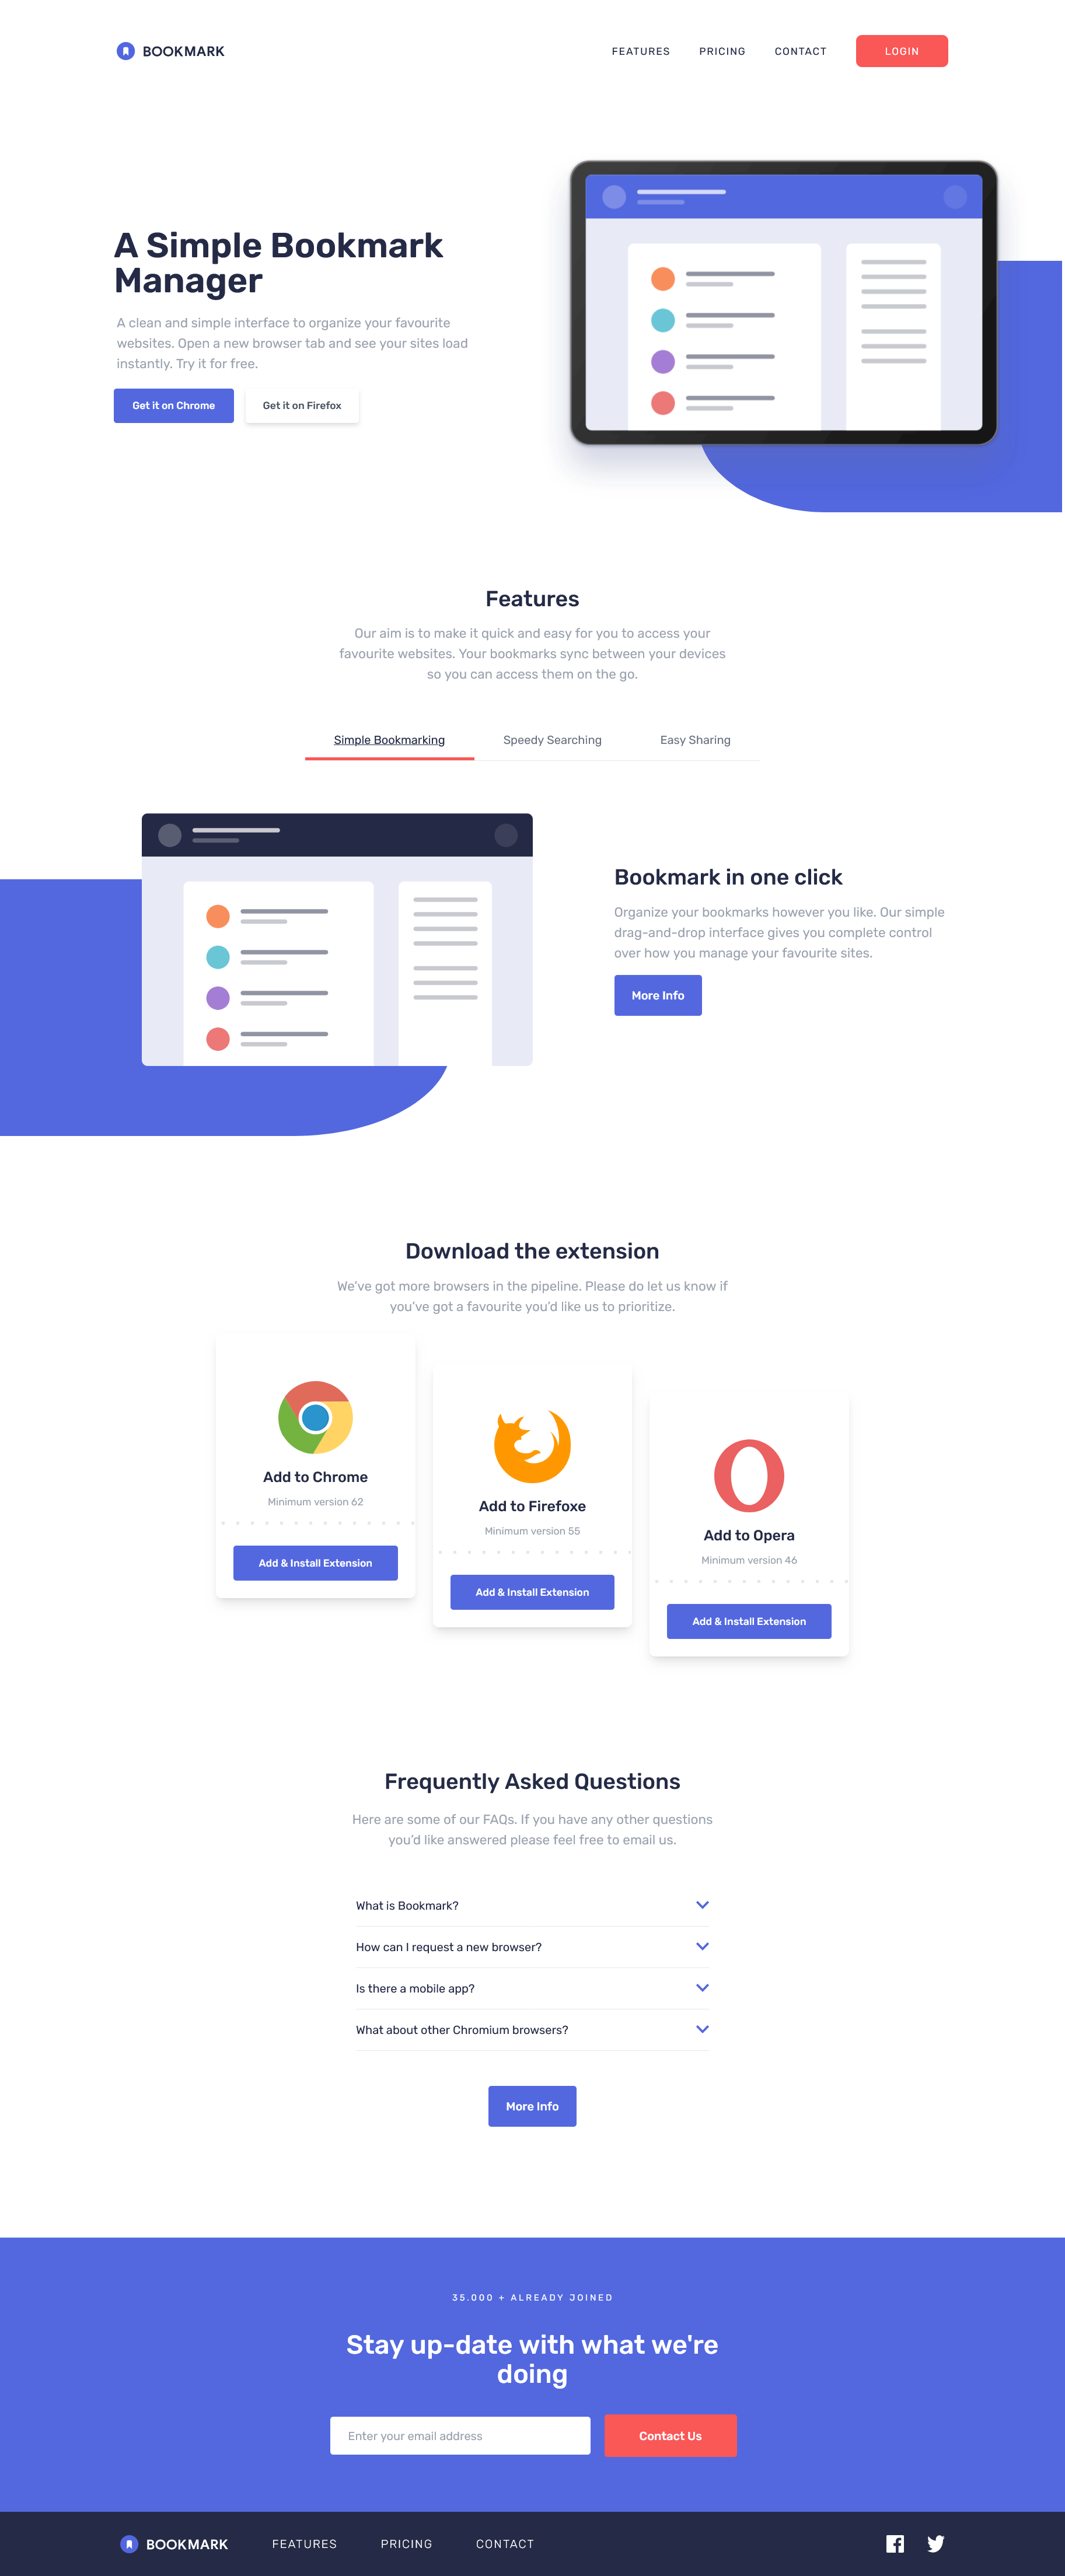 BOOKMARK
FEATURES PRICING CONTACT LOGIN
A Simple Bookmark
Manager
A clean and simple interface to organize your favourite
websites. Open a new browser tab and see your sites load
instantly. Try it for free.
Get it on Chrome Get it on Firefox
Features
Our aim is to make it quick and easy for you to access your
favourite websites. Your bookmarks sync between your devices
so you can access them on the go.
Simple Bookmarking Speedy Searching Easy Sharing
Bookmark in one click
Organize your bookmarks however you like. Our simple
drag-and-drop interface gives you complete control
over how you manage your favourite sites.
More Info
Download the extension
We've got more browsers in the pipeline. Please do let us know if
you've got a favourite you'd like us to prioritize.
Add to Chrome
Minimum version 62
Add & Install Extension
Add to Firefoxe
Minimum version 55
Add & Install Extension
Add to Opera
Minimum version 46
Add & Install Extension
Frequently Asked Questions
Here are some of our FAQs. If you have any other questions
you'd like answered please feel free to email us.
What is Bookmark?
How can I request a new browser?
Is there a mobile app?
What about other Chromium browsers?
More Info
35.000 + ALREADY JOINED
Stay up-date with what we're
doing
Enter your email address Contact Us
BOOKMARK FEATURES PRICING CONTACT